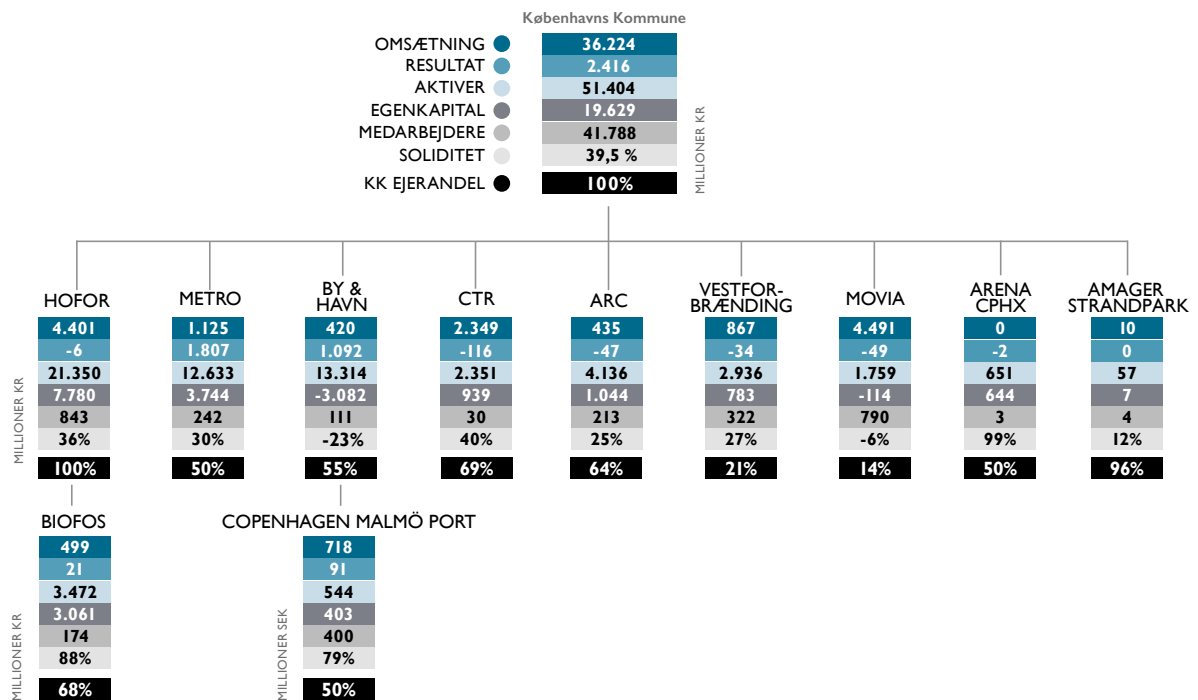 Københavns Kommune
OMSÆTNING 36.224
RESULTAT 2.416
AKTIVER 51.404
EGENKAPITAL 19.629
MEDARBEJDERE 41.788
SOLIDITET 39,5 %
KK EJERANDEL 100%
MILLIONER KR
HOFOR METRO BY & HAVN CTR ARC VESTFOR-BRÆNDING MOVIA ARENA CPHX AMAGER STRANDPARK
4.401 1.125 420 2.349 435 867 4.491 0 10
-6 1.807 1.092 -116 -47 -34 -49 -2 0
21.350 12.633 13.314 2.351 4.136 2.936 1.759 651 57
7.780 3.744 -3.082 939 1.044 783 -114 644 7
843 242 111 30 213 322 790 3 4
36% 30% -23% 40% 25% 27% -6% 99% 12%
100% 50% 55% 69% 64% 21% 14% 50% 96%
MILLIONER KR
BIOFOS COPENHAGEN MALMÖ PORT
499 718
21 91
3.472 544
3.061 403
174 400
88% 79%
68% 50%
MILLIONER KR MILLIONER SEK